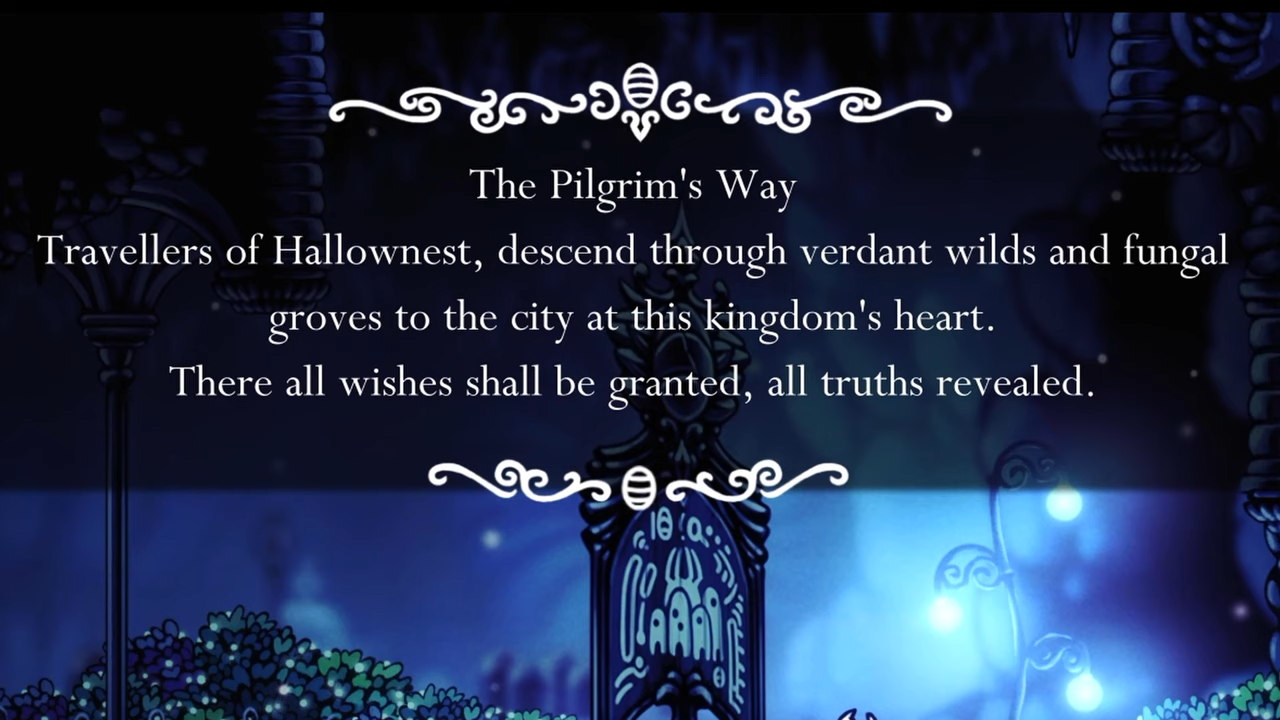 The Pilgrim's Way
Travellers of Hallownest, descend through verdant wilds and fungal
groves to the city at this kingdom's heart.
There all wishes shall be granted, all truths revealed.